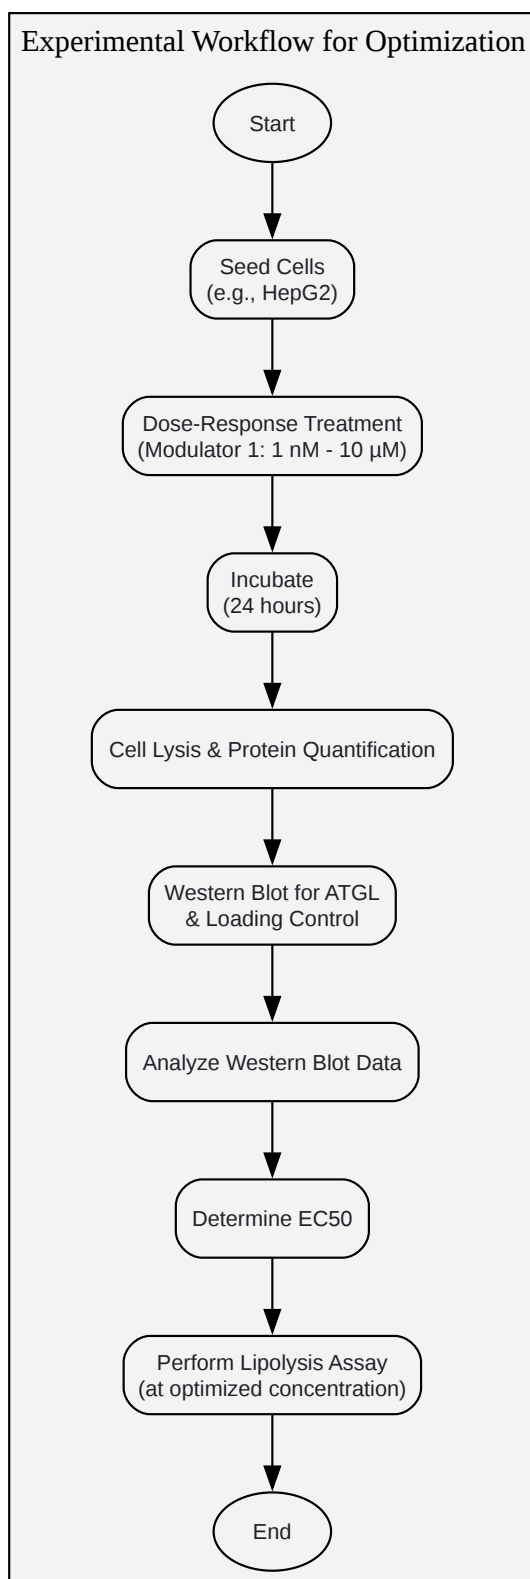 Experimental Workflow for Optimization
Start
Seed Cells
(e.g., HepG2)
Dose-Response Treatment
(Modulator 1: 1 nM - 10 µM)
Incubate
(24 hours)
Cell Lysis & Protein Quantification
Western Blot for ATGL
& Loading Control
Analyze Western Blot Data
Determine EC50
Perform Lipolysis Assay
(at optimized concentration)
End